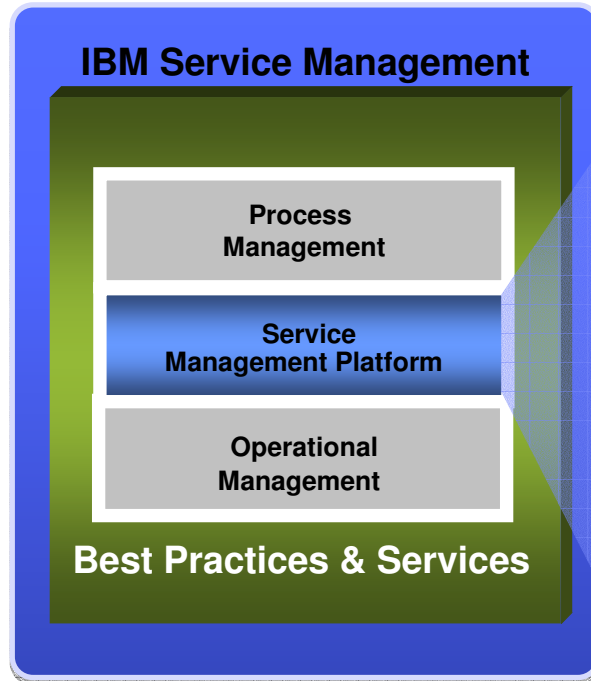 IBM Service Management
Process
Management
Service
Management Platform
Operational
Management
Best Practices & Services